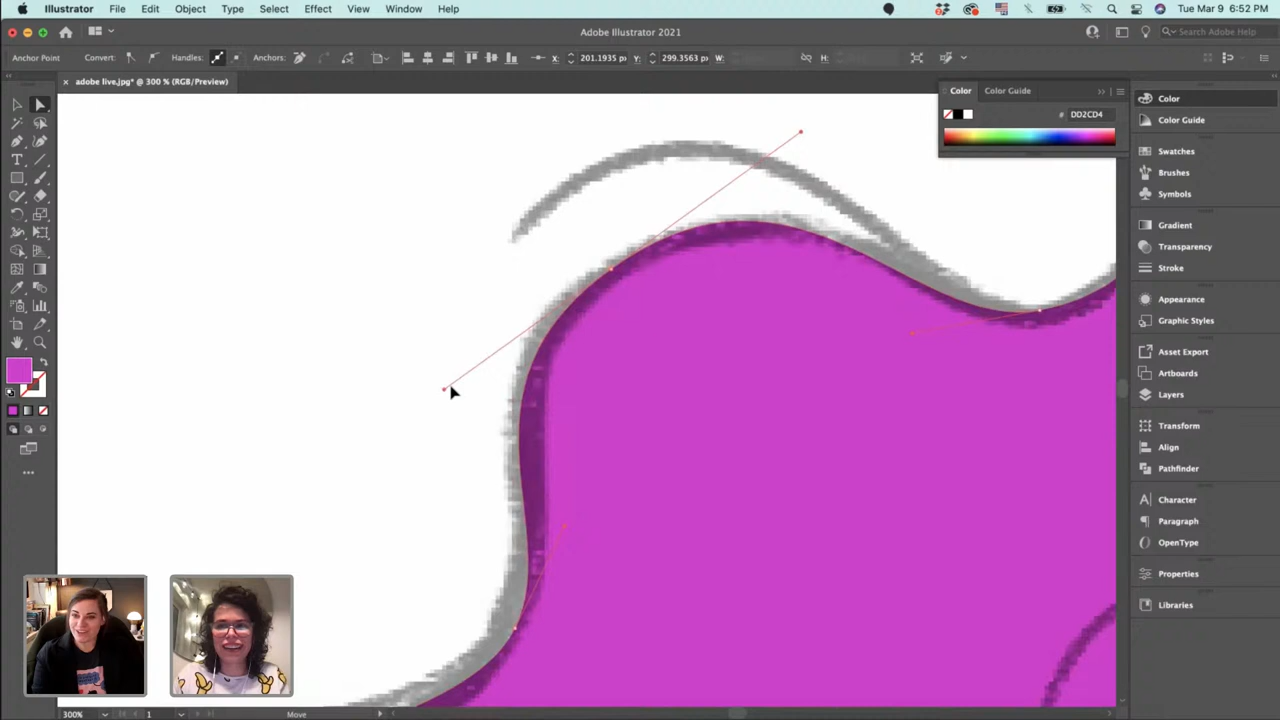 Illustrator File Edit Object Type Select Effect View Window Help
Tue Mar 9 6:52 PM
Adobe Illustrator 2021
Search Adobe Help
Anchor Point Convert: Handles: Anchors: X: 201.1935 px Y: 299.3563 px W: H:
× adobe live.jpg* @ 300 % (RGB/Preview)
Color Color Guide
# DD2CD4
Color
Color Guide
Swatches
Brushes
Symbols
Gradient
Transparency
Stroke
Appearance
Graphic Styles
Asset Export
Artboards
Layers
Transform
Align
Pathfinder
Character
Paragraph
OpenType
Properties
Libraries
300% 1 Move